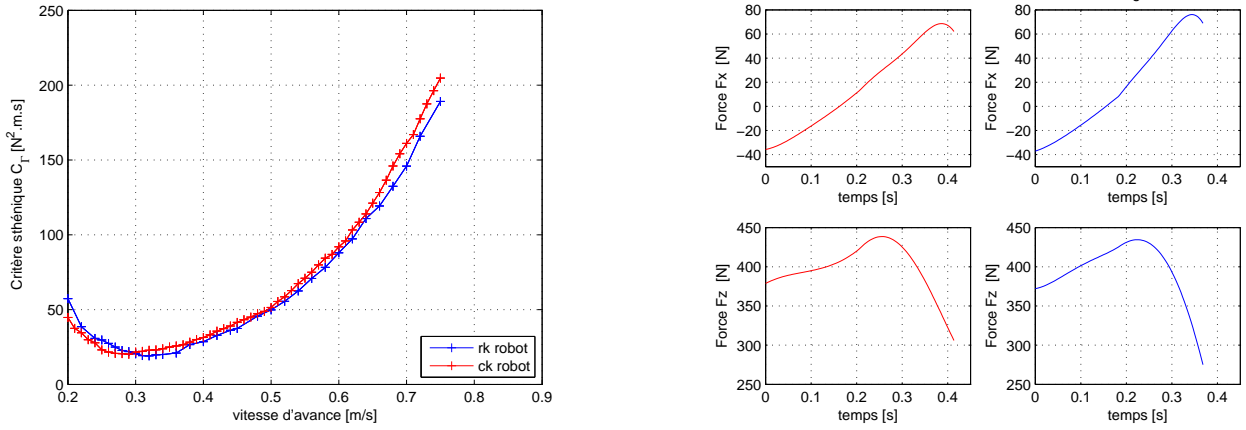 250
200
150
100
50
0
0.2 0.3 0.4 0.5 0.6 0.7 0.8 0.9
vitesse d'avance [m/s]
Critère sthénique C_Γ [N².m.s]
rk robot
ck robot
80
60
40
20
0
−20
−40
0 0.1 0.2 0.3 0.4
temps [s]
Force Fx [N]
80
60
40
20
0
−20
−40
0 0.1 0.2 0.3 0.4
temps [s]
Force Fx [N]
450
400
350
300
250
0 0.1 0.2 0.3 0.4
temps [s]
Force Fz [N]
450
400
350
300
250
0 0.1 0.2 0.3 0.4
temps [s]
Force Fz [N]